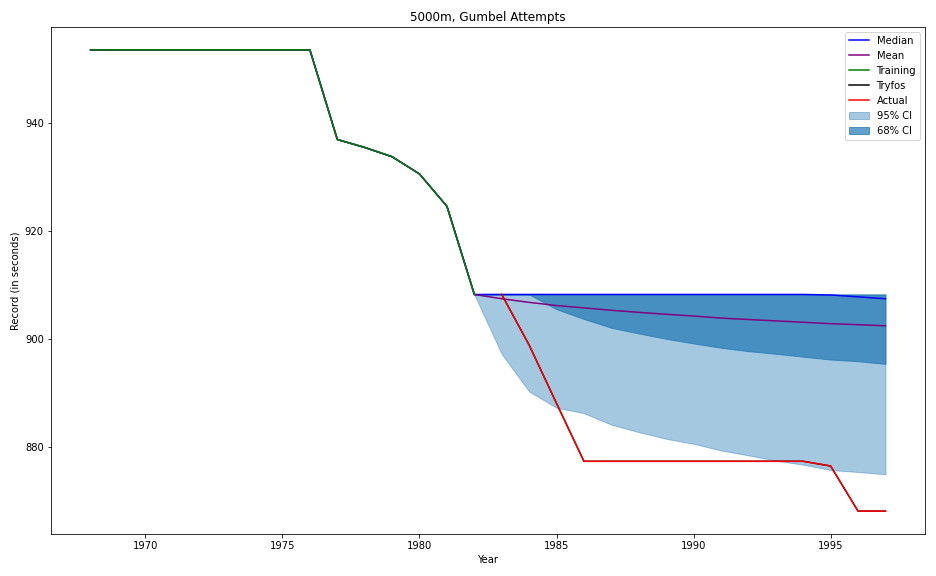 5000m, Gumbel Attempts
Median
Mean
Training
Tryfos
Actual
95% CI
68% CI
Record (in seconds)
940
920
900
880
1970
1975
1980
1985
1990
1995
Year